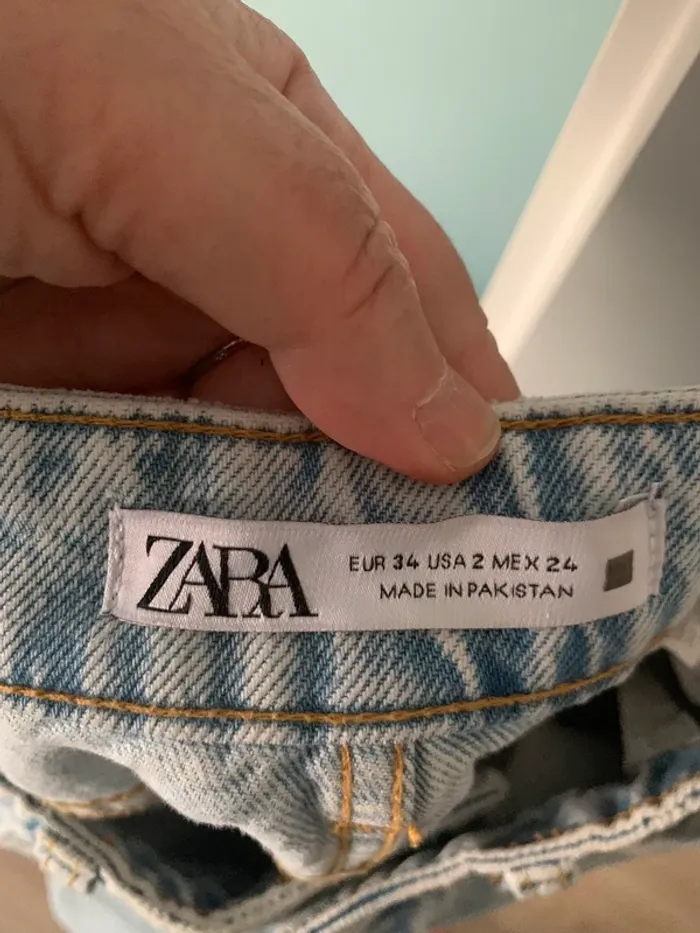 ZARA
EUR 34 USA 2 MEX 24
MADE IN PAKISTAN